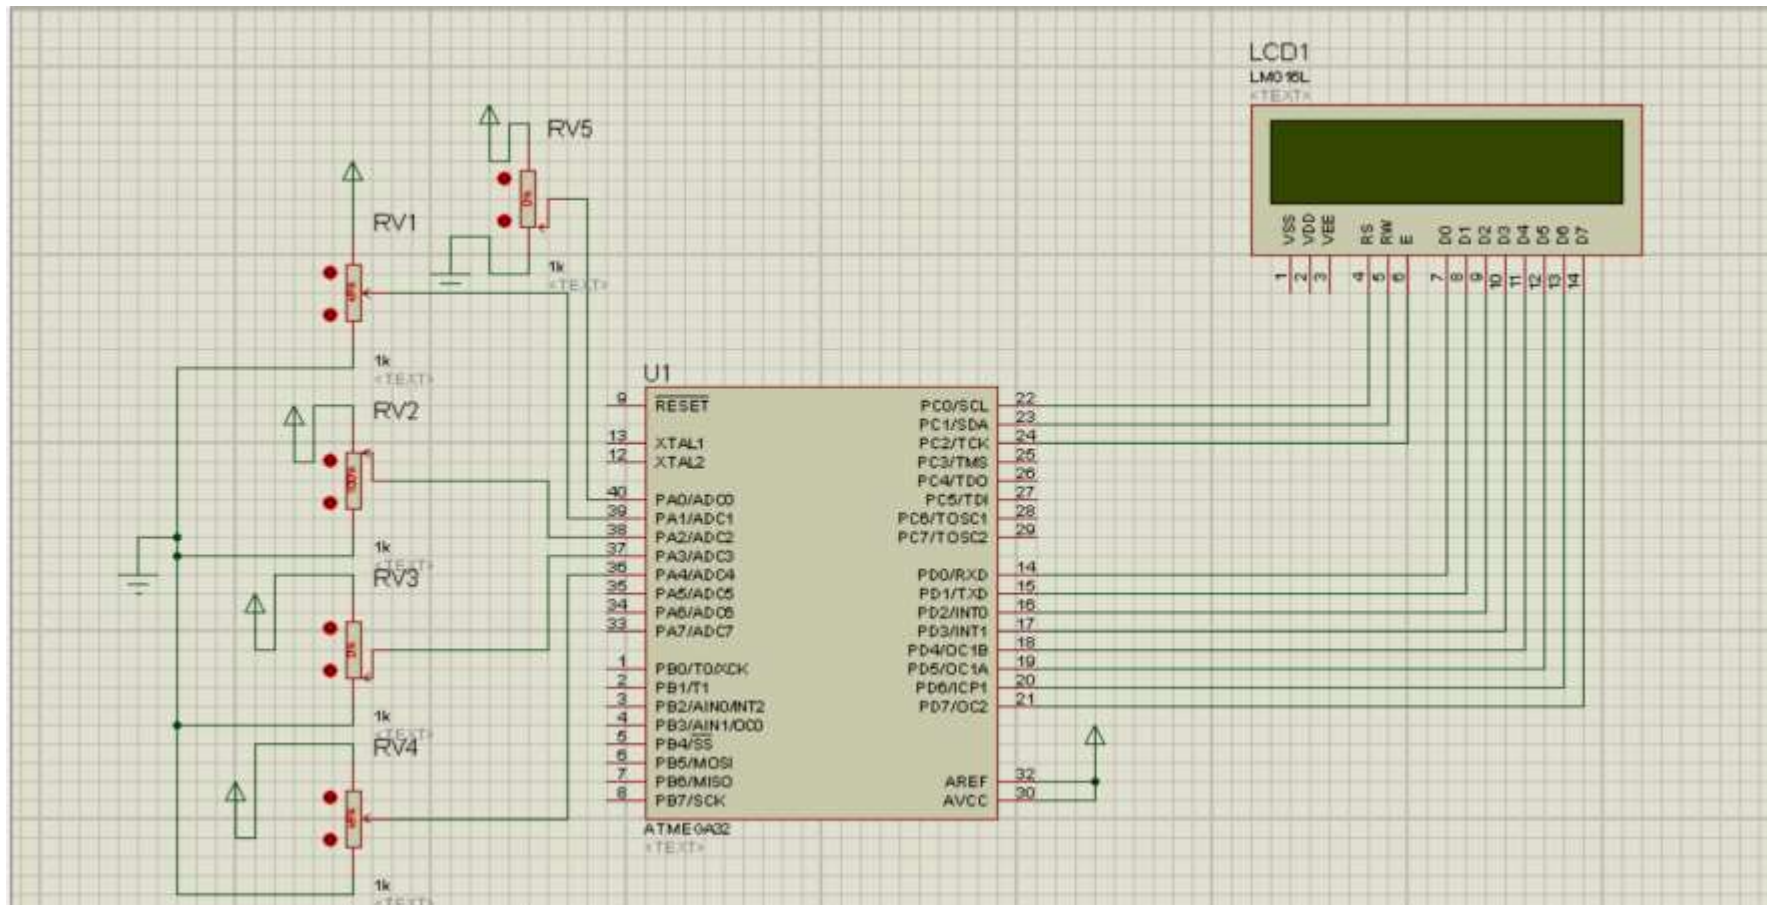 LCD1
LM016L
<TEXT>
VSS
VDD
VEE
RS
RW
E
D0
D1
D2
D3
D4
D5
D6
D7
1
2
3
4
5
6
7
8
9
10
11
12
13
14
RV5
0%
1k
<TEXT>
RV1
1k
<TEXT>
RV2
100%
1k
<TEXT>
RV3
0%
1k
<TEXT>
RV4
1k
<TEXT>
U1
9 RESET
13 XTAL1
12 XTAL2
40 PA0/ADC0
39 PA1/ADC1
38 PA2/ADC2
37 PA3/ADC3
36 PA4/ADC4
35 PA5/ADC5
34 PA6/ADC6
33 PA7/ADC7
1 PB0/T0/XCK
2 PB1/T1
3 PB2/AIN0/INT2
4 PB3/AIN1/OC0
5 PB4/SS
6 PB5/MOSI
7 PB6/MISO
8 PB7/SCK
PC0/SCL 22
PC1/SDA 23
PC2/TCK 24
PC3/TMS 25
PC4/TDO 26
PC5/TDI 27
PC6/TOSC1 28
PC7/TOSC2 29
PD0/RXD 14
PD1/TXD 15
PD2/INT0 16
PD3/INT1 17
PD4/OC1B 18
PD5/OC1A 19
PD6/ICP1 20
PD7/OC2 21
AREF 32
AVCC 30
ATMEGA32
<TEXT>